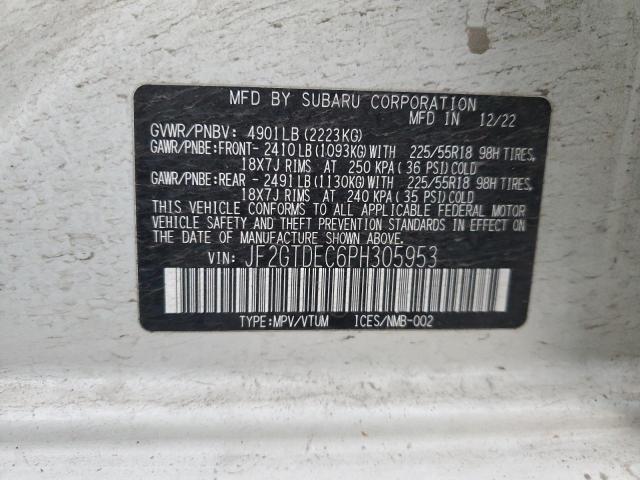 MFD BY SUBARU CORPORATION
MFD IN 12/22
GVWR/PNBV: 4901LB (2223KG)
GAWR/PNBE: FRONT- 2410LB (1093KG) WITH 225/55R18 98H TIRES,
18X7J RIMS AT 250 KPA (36 PSI) COLD
GAWR/PNBE: REAR - 2491LB (1130KG) WITH 225/55R18 98H TIRES,
18X7J RIMS AT 240 KPA (35 PSI) COLD
THIS VEHICLE CONFORMS TO ALL APPLICABLE FEDERAL MOTOR
VEHICLE SAFETY AND THEFT PREVENTION STANDARDS IN EFFECT ON
THE DATE OF MANUFACTURE SHOWN ABOVE.
VIN: JF2GTDEC6PH305953
TYPE:MPV/VTUM ICES/NMB-002